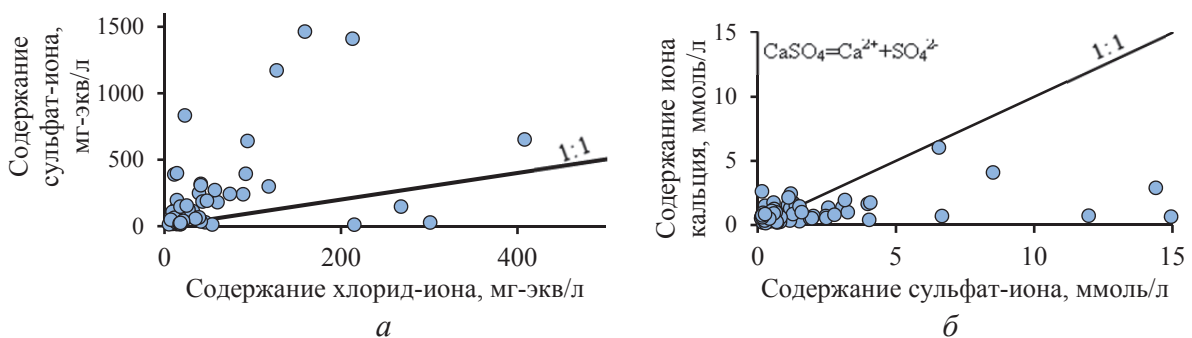 Содержание
сульфат-иона,
мг-экв/л
1500
1000
500
0
1:1
0
200
400
Содержание хлорид-иона, мг-экв/л
а
Содержание иона
кальция, ммоль/л
15
10
5
0
CaSO₄=Ca²⁺+SO₄²⁻
1:1
0
5
10
15
Содержание сульфат-иона, ммоль/л
б